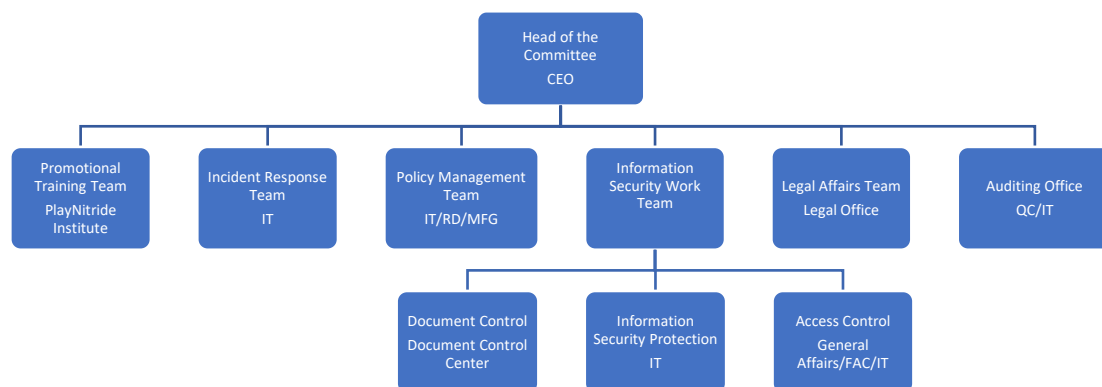 Head of the
Committee
CEO
Promotional
Training Team
PlayNitride
Institute
Incident Response
Team
IT
Policy Management
Team
IT/RD/MFG
Information
Security Work
Team
Legal Affairs Team
Legal Office
Auditing Office
QC/IT
Document Control
Document Control
Center
Information
Security Protection
IT
Access Control
General
Affairs/FAC/IT